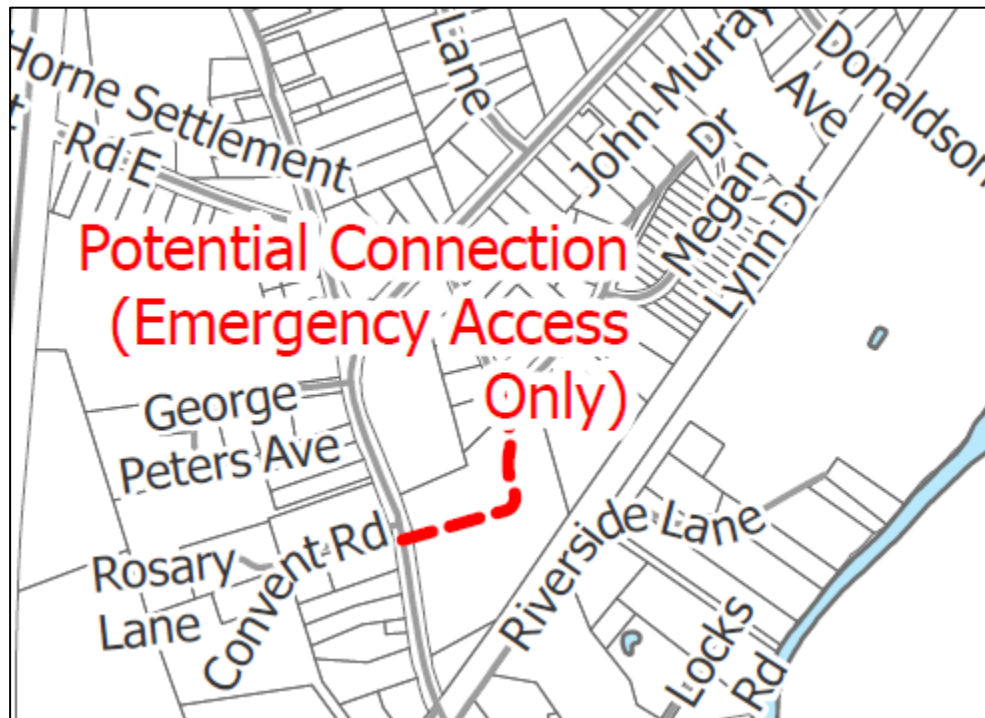 Horne Settlement
Rd E
Lane
John Murray
Dr
Ave
Donaldson
Megan
Lynn Dr
Potential Connection
(Emergency Access
Only)
George
Peters Ave
Rosary
Lane
Convent Rd
Riverside Lane
Locks
Rd